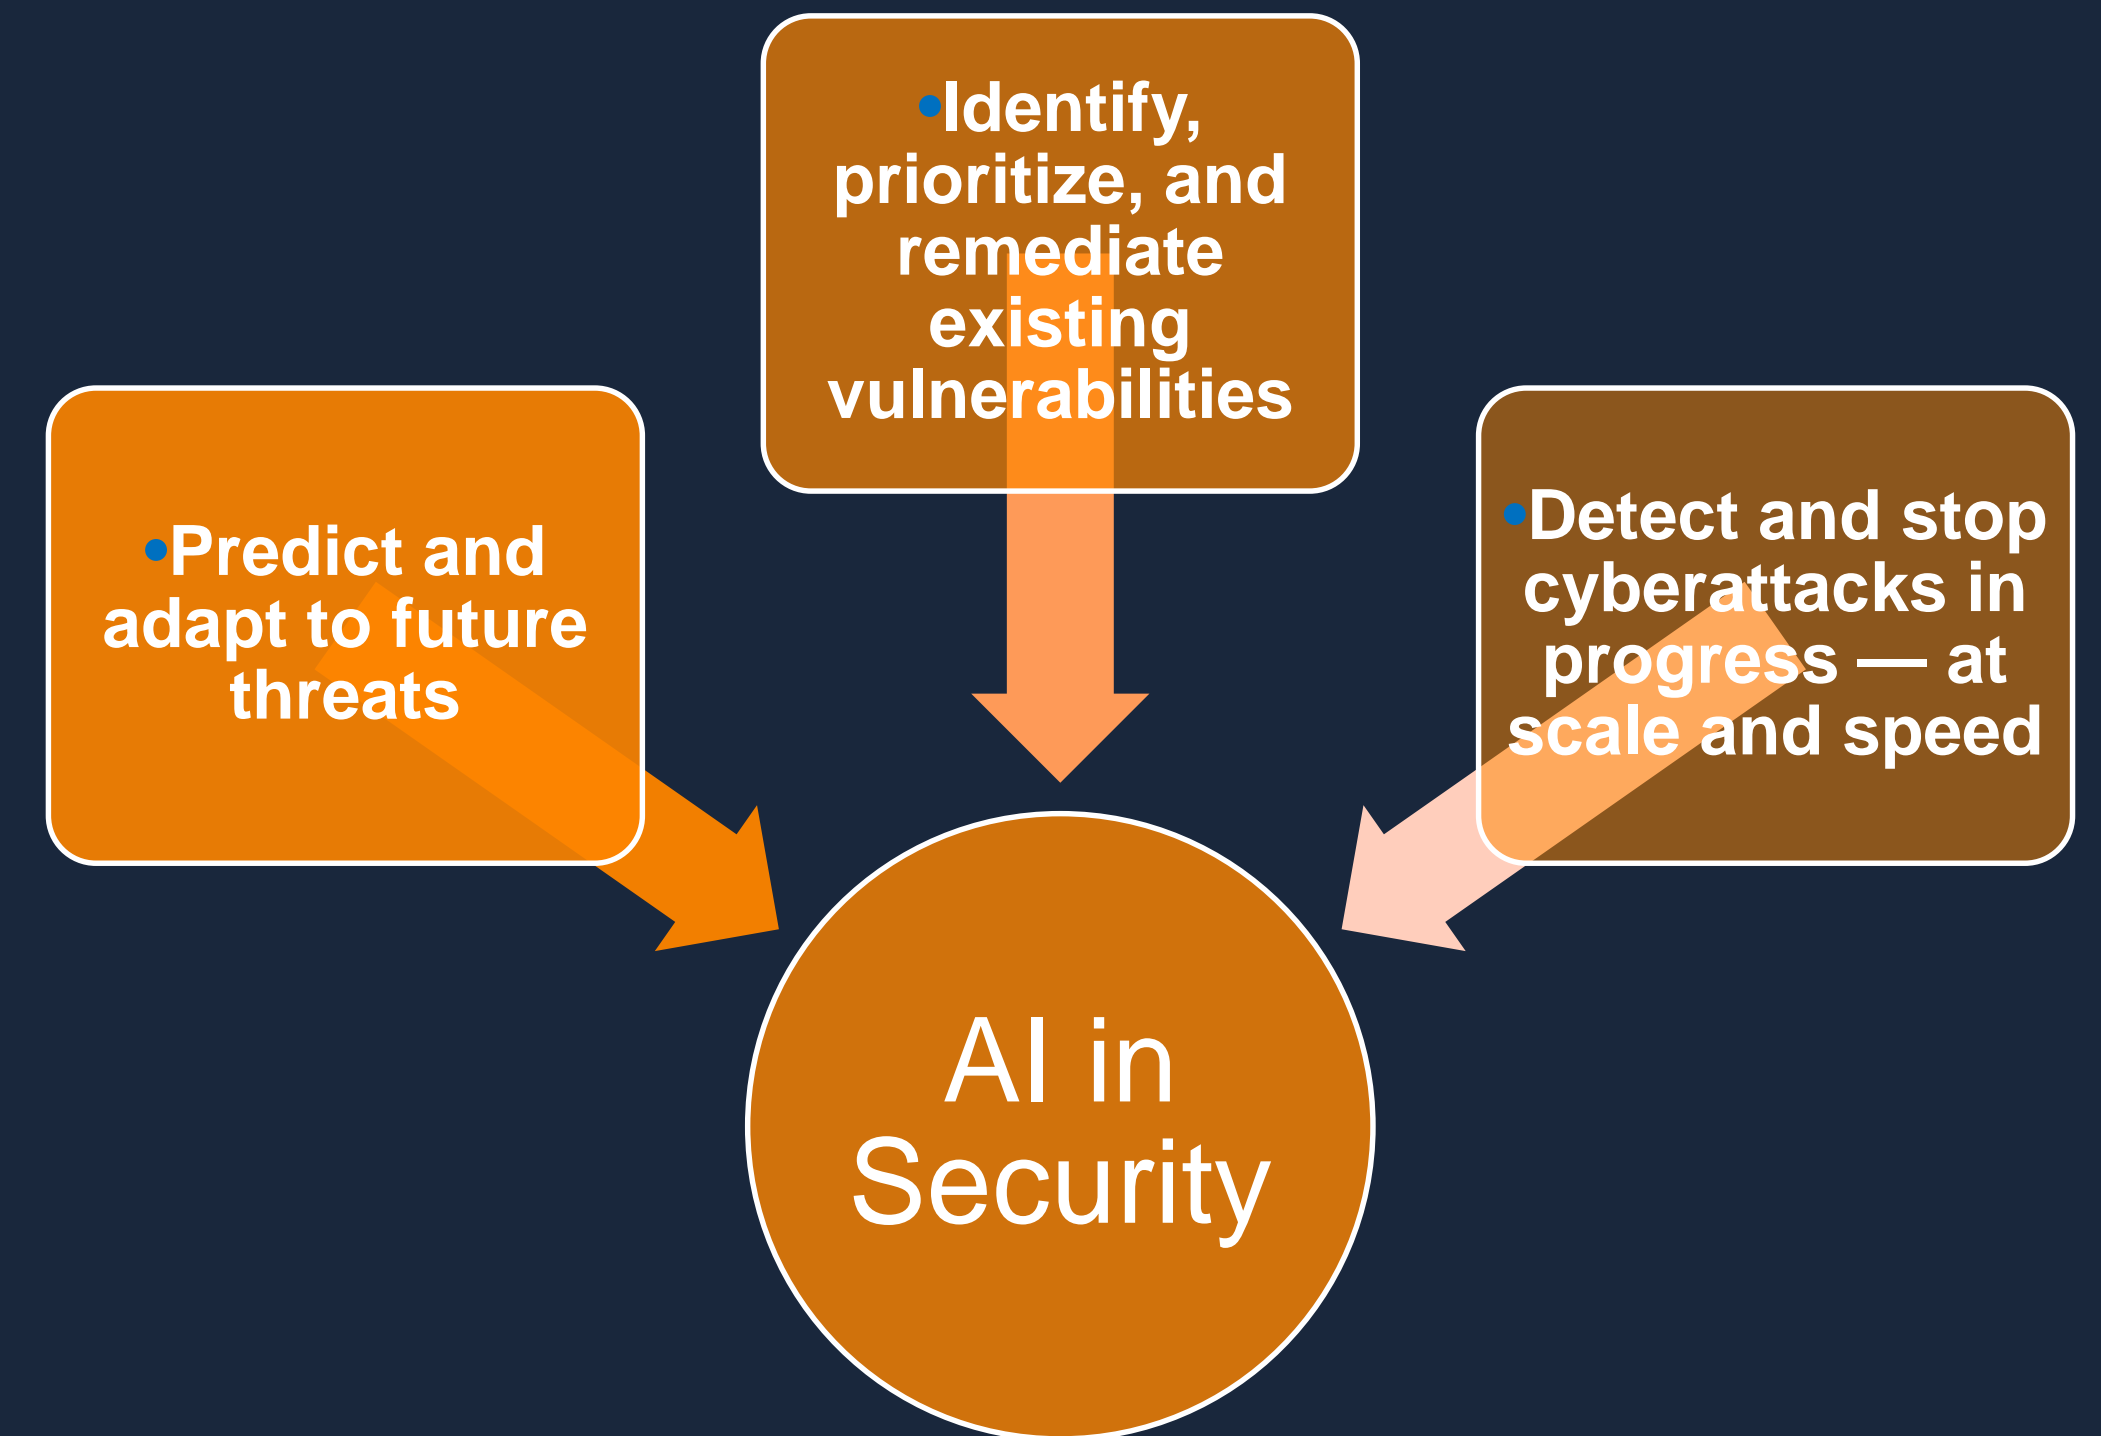 •Identify,
prioritize, and
remediate
existing
vulnerabilities
•Predict and
adapt to future
threats
•Detect and stop
cyberattacks in
progress — at
scale and speed
AI in
Security